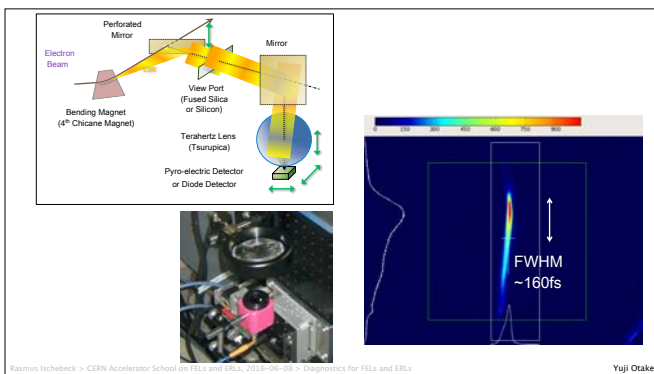 Perforated
Mirror
Electron
Beam
Mirror
View Port
(Fused Silica
or Silicon)
Bending Magnet
(4th Chicane Magnet)
Terahertz Lens
(Tsurupica)
Pyro-electric Detector
or Diode Detector
0 150 300 450 600 750 900
FWHM
~160fs
Rasmus Ischebeck > CERN Accelerator School on FELs and ERLs, 2016-06-08 > Diagnostics for FELs and ERLs
Yuji Otake